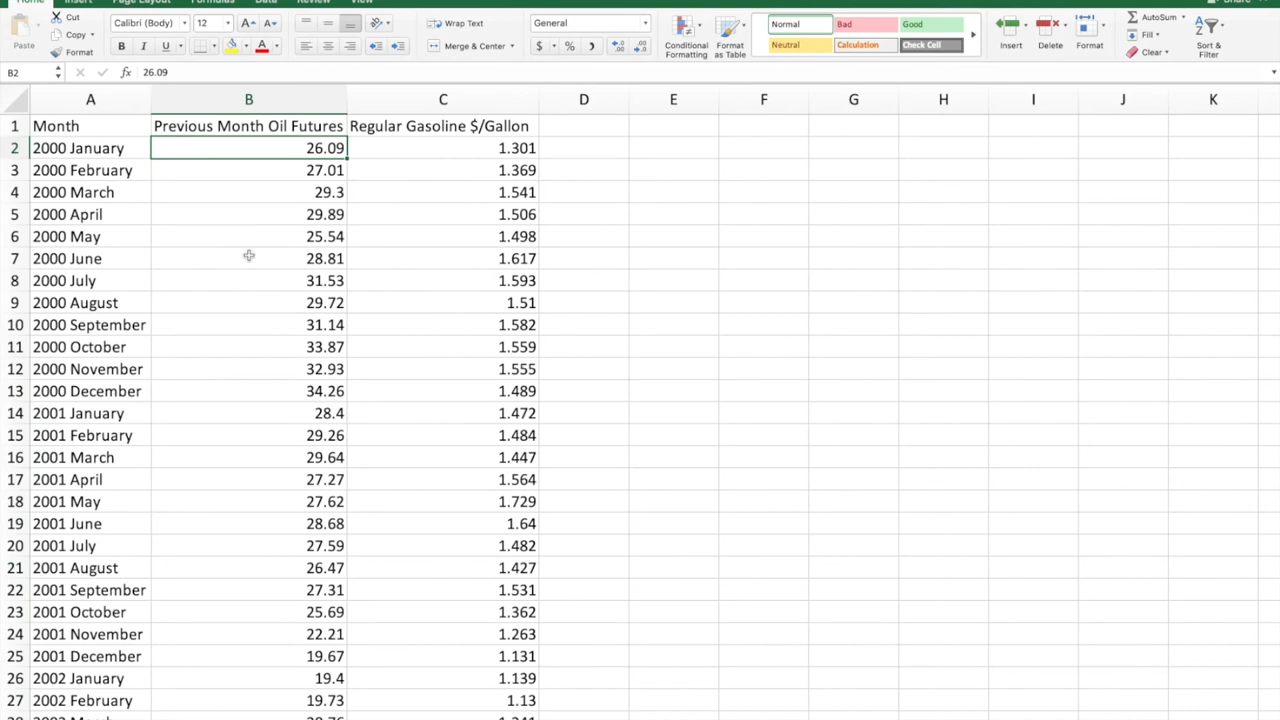 Home Insert Page Layout Formulas Data Review View Share
Cut Calibri (Body) 12 A A Wrap Text General Normal Bad Good AutoSum
Copy Fill
Paste Format B I U A Merge & Center $ % Conditional Formatting Format as Table Neutral Calculation Check Cell Insert Delete Format Clear Sort & Filter
B2 fx 26.09
A B C D E F G H I J K
1 Month Previous Month Oil Futures Regular Gasoline $/Gallon
2 2000 January 26.09 1.301
3 2000 February 27.01 1.369
4 2000 March 29.3 1.541
5 2000 April 29.89 1.506
6 2000 May 25.54 1.498
7 2000 June 28.81 1.617
8 2000 July 31.53 1.593
9 2000 August 29.72 1.51
10 2000 September 31.14 1.582
11 2000 October 33.87 1.559
12 2000 November 32.93 1.555
13 2000 December 34.26 1.489
14 2001 January 28.4 1.472
15 2001 February 29.26 1.484
16 2001 March 29.64 1.447
17 2001 April 27.27 1.564
18 2001 May 27.62 1.729
19 2001 June 28.68 1.64
20 2001 July 27.59 1.482
21 2001 August 26.47 1.427
22 2001 September 27.31 1.531
23 2001 October 25.69 1.362
24 2001 November 22.21 1.263
25 2001 December 19.67 1.131
26 2002 January 19.4 1.139
27 2002 February 19.73 1.13